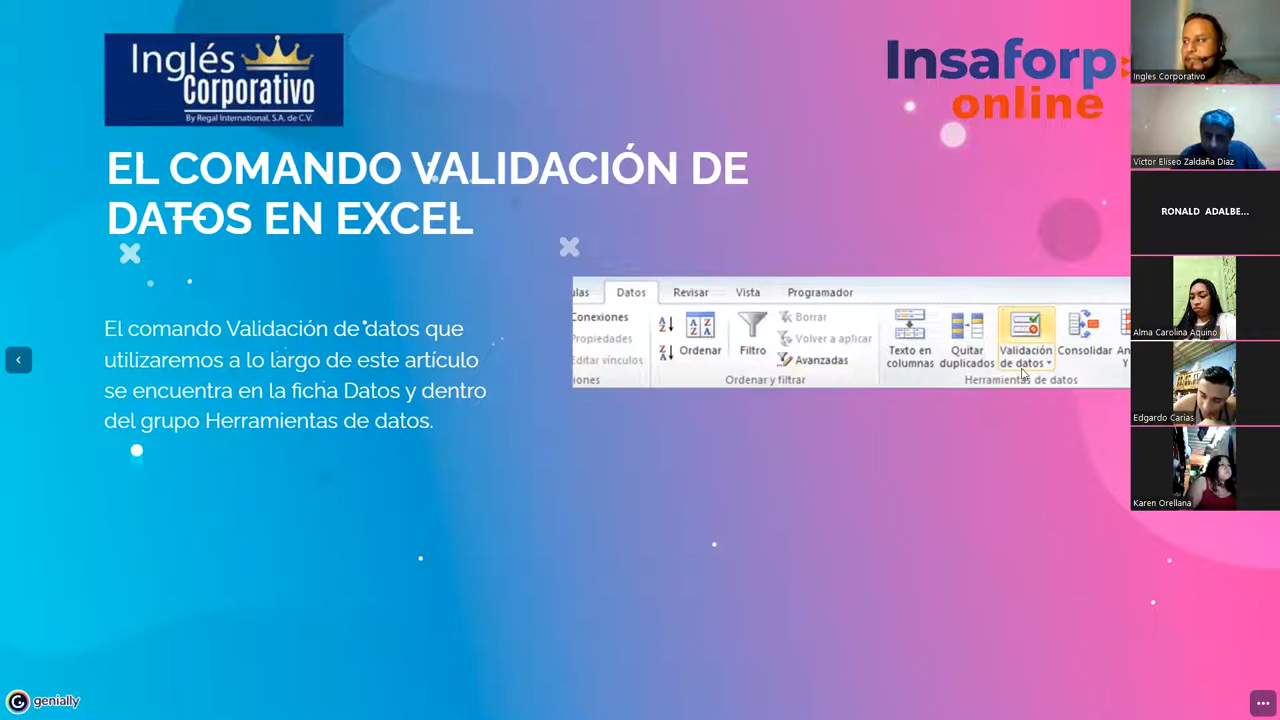 Inglés
Corporativo
By Regal International, S.A. de C.V.
Insaforp
online
EL COMANDO VALIDACIÓN DE
DATOS EN EXCEL
El comando Validación de datos que
utilizaremos a lo largo de este artículo
se encuentra en la ficha Datos y dentro
del grupo Herramientas de datos.
ulas Datos Revisar Vista Programador
Conexiones
Propiedades
Editar vínculos
iones
Ordenar
Filtro
Borrar
Volver a aplicar
Avanzadas
Ordenar y filtrar
Texto en
columnas
Quitar
duplicados
Validación
de datos
Consolidar
An
Y
Herramientas de datos
Ingles Corporativo
Víctor Eliseo Zaldaña Diaz
RONALD ADALBE...
Alma Carolina Aquino
Edgardo Carias
Karen Orellana
genially